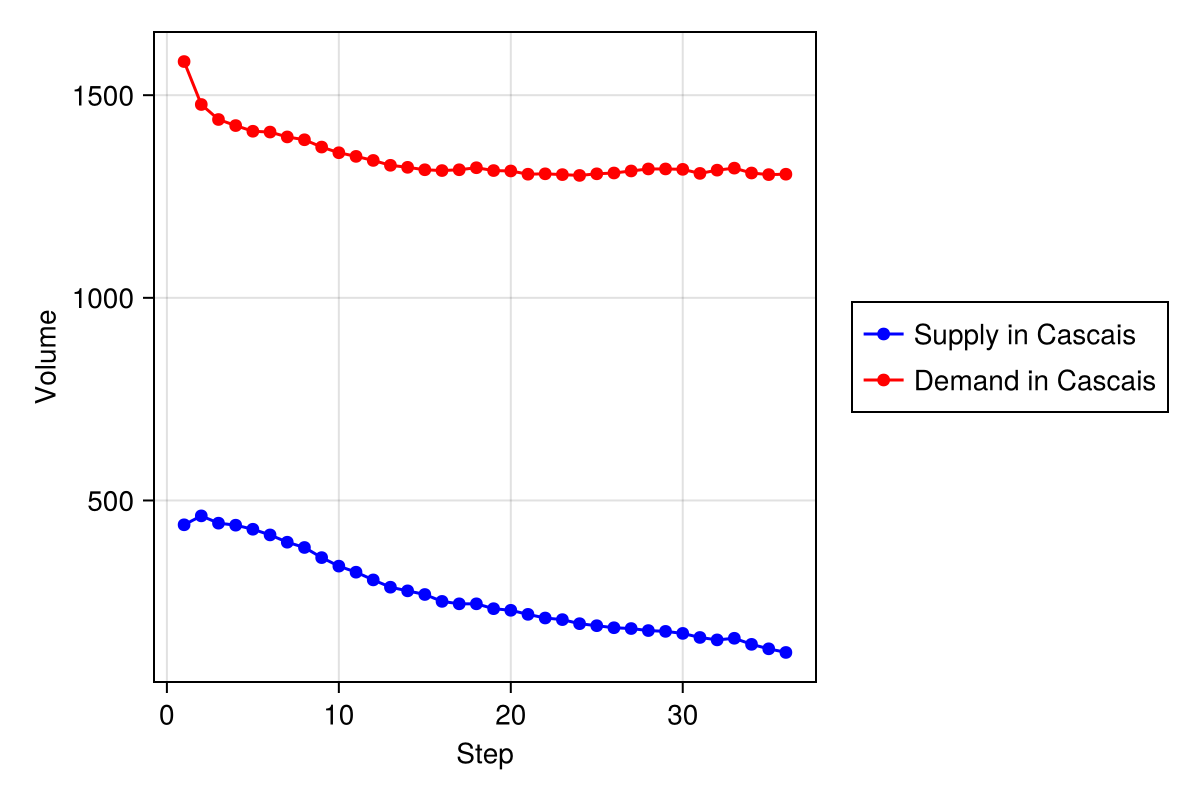 1500
1000
500
Volume
0 10 20 30
Step
Supply in Cascais
Demand in Cascais